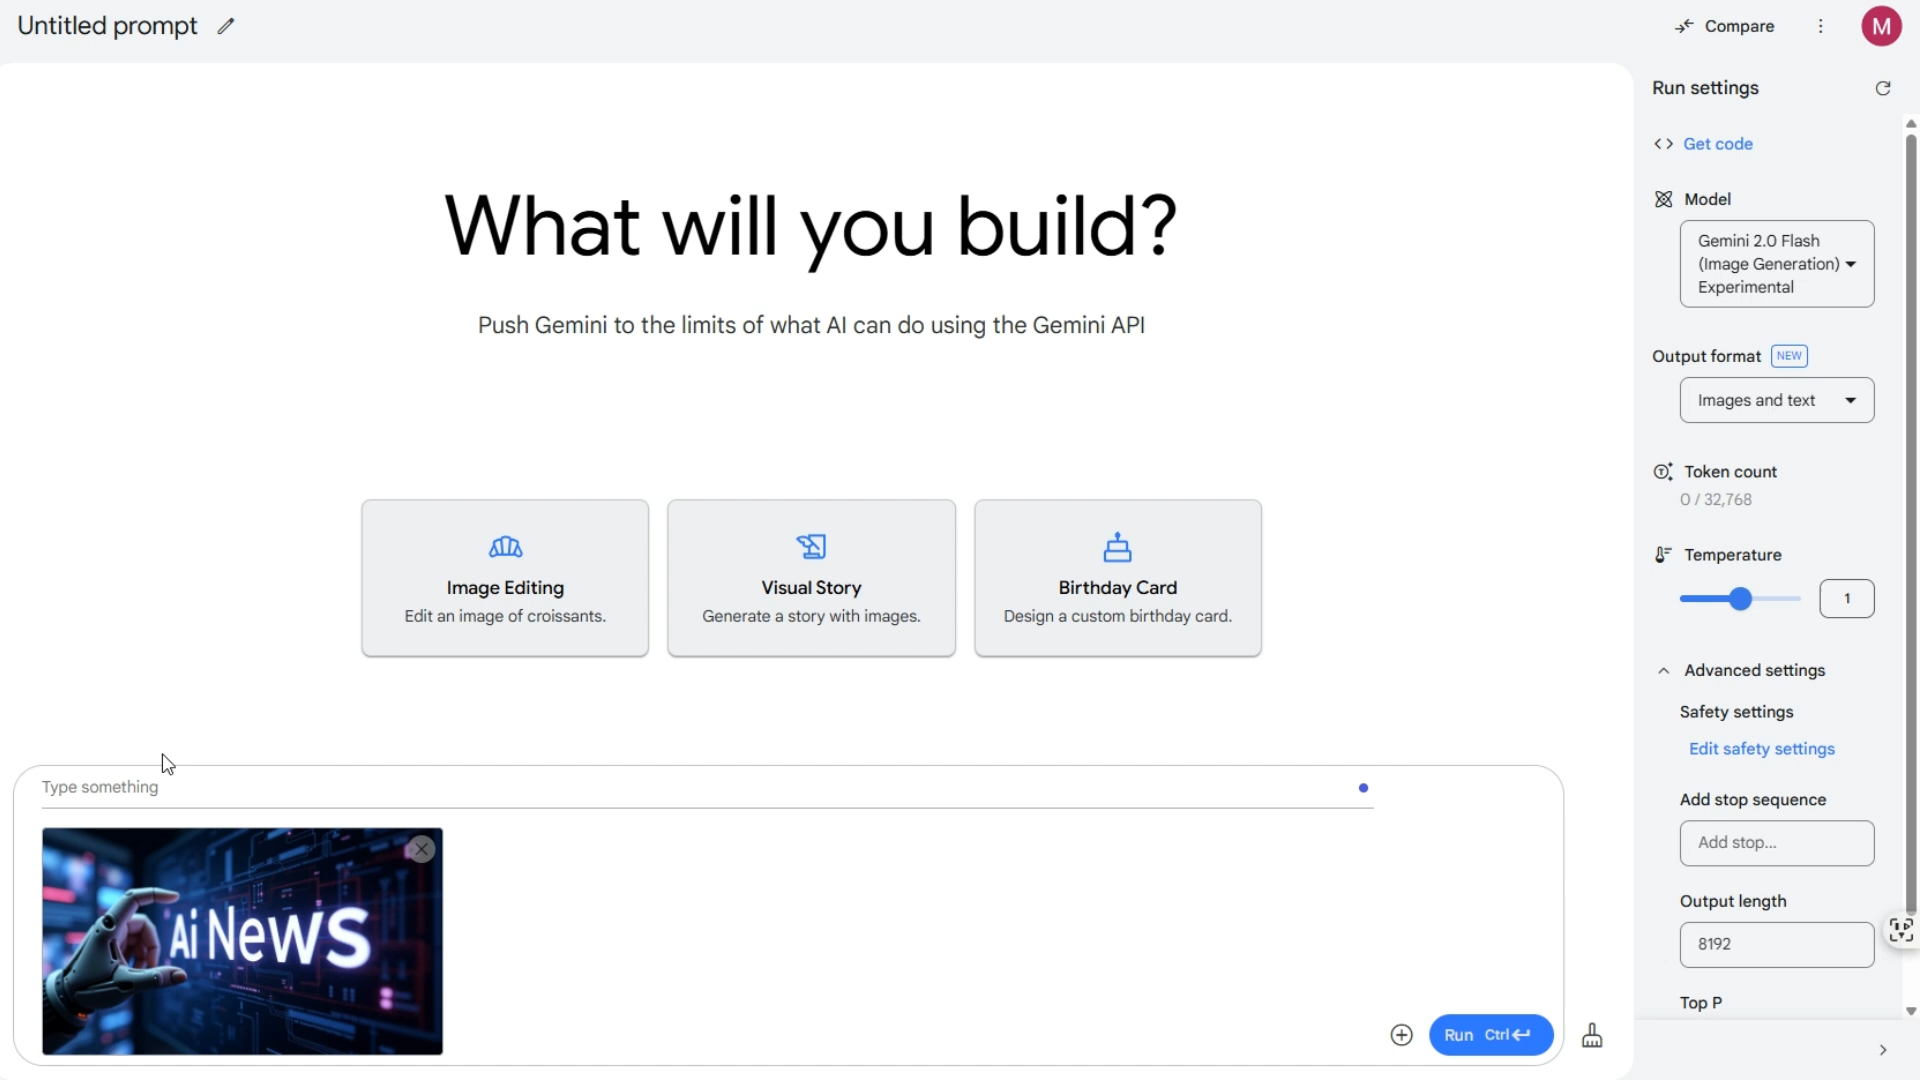 Untitled prompt
Compare
M
Run settings
Get code
What will you build?
Push Gemini to the limits of what AI can do using the Gemini API
Model
Gemini 2.0 Flash
(Image Generation)
Experimental
Output format NEW
Images and text
Token count
0 / 32,768
Image Editing
Edit an image of croissants.
Visual Story
Generate a story with images.
Birthday Card
Design a custom birthday card.
Temperature
1
Advanced settings
Safety settings
Edit safety settings
Add stop sequence
Add stop...
Output length
8192
Top P
Type something
Ai News
Run Ctrl